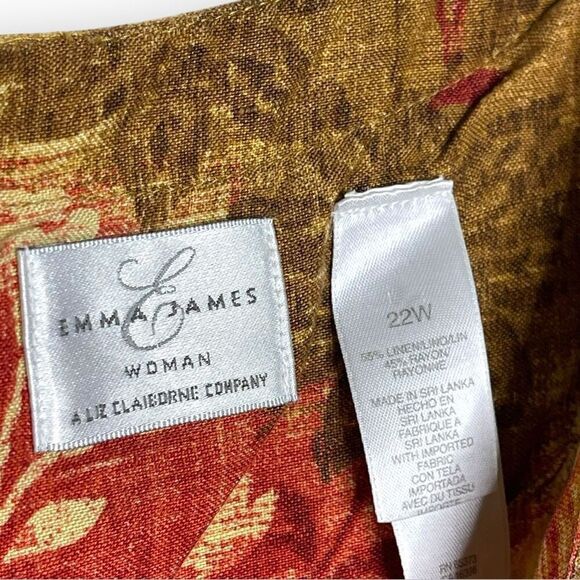 E
EMMA JAMES
WOMAN
A LIZ CLAIBORNE COMPANY
22W
55% LINEN/LINO/LIN
45% RAYON/
RAYONNE
MADE IN SRI LANKA
HECHO EN
SRI LANKA
FABRIQUE A
SRI LANKA
WITH IMPORTED
FABRIC
CON TELA
IMPORTADA
AVEC DU TISSU
IMPORTE
RN